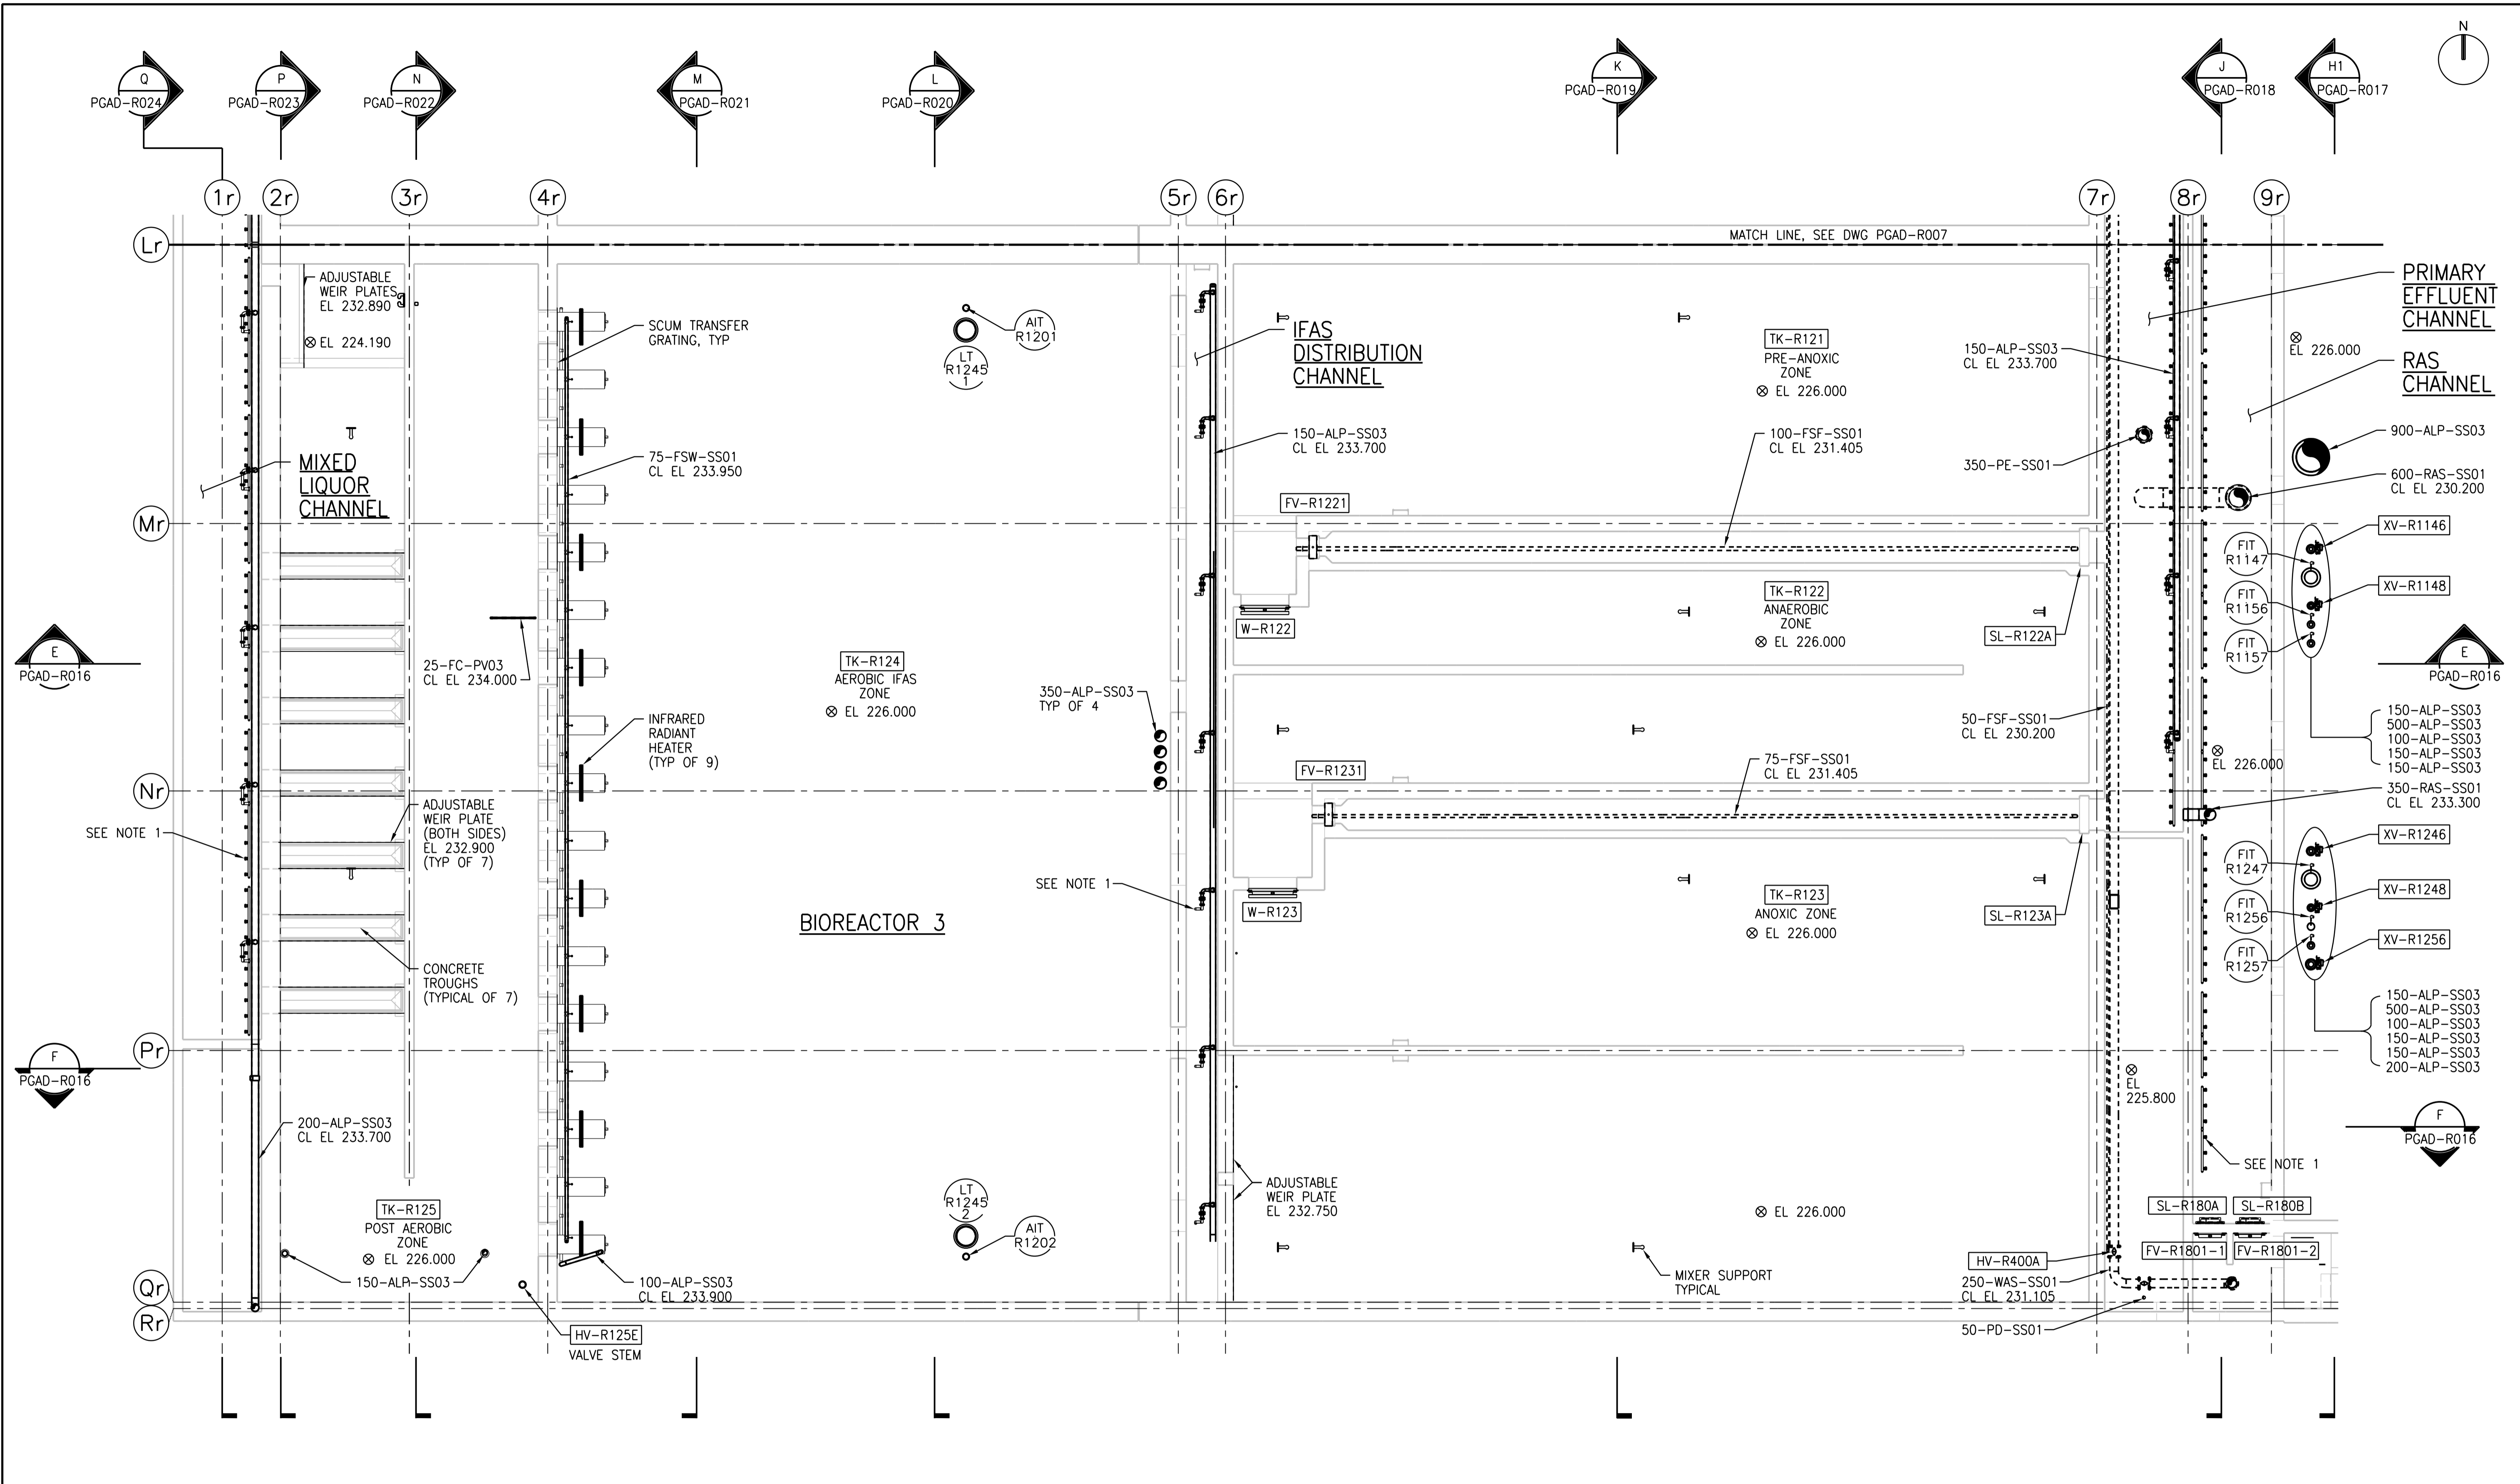 N
Q
PGAD-R024
P
PGAD-R023
N
PGAD-R022
M
PGAD-R021
L
PGAD-R020
K
PGAD-R019
J
PGAD-R018
H1
PGAD-R017
1r
2r
3r
4r
5r
6r
7r
8r
9r
Lr
MATCH LINE, SEE DWG PGAD-R007
ADJUSTABLE
WEIR PLATES
EL 232.890
EL 224.190
SCUM TRANSFER
GRATING, TYP
AIT
R1201
LT
R1245
1
IFAS
DISTRIBUTION
CHANNEL
TK-R121
PRE-ANOXIC
ZONE
EL 226.000
150-ALP-SS03
CL EL 233.700
PRIMARY
EFFLUENT
CHANNEL
EL 226.000
RAS
CHANNEL
900-ALP-SS03
MIXED
LIQUOR
CHANNEL
75-FSW-SS01
CL EL 233.950
150-ALP-SS03
CL EL 233.700
100-FSF-SS01
CL EL 231.405
350-PE-SS01
600-RAS-SS01
CL EL 230.200
FV-R1221
Mr
XV-R1146
FIT
R1147
XV-R1148
FIT
R1156
FIT
R1157
TK-R122
ANAEROBIC
ZONE
EL 226.000
W-R122
SL-R122A
E
PGAD-R016
E
PGAD-R016
25-FC-PV03
CL EL 234.000
TK-R124
AEROBIC IFAS
ZONE
EL 226.000
350-ALP-SS03
TYP OF 4
INFRARED
RADIANT
HEATER
(TYP OF 9)
50-FSF-SS01
CL EL 230.200
150-ALP-SS03
500-ALP-SS03
100-ALP-SS03
150-ALP-SS03
150-ALP-SS03
EL 226.000
FV-R1231
75-FSF-SS01
CL EL 231.405
Nr
350-RAS-SS01
CL EL 233.300
SEE NOTE 1
ADJUSTABLE
WEIR PLATE
(BOTH SIDES)
EL 232.900
(TYP OF 7)
XV-R1246
FIT
R1247
XV-R1248
FIT
R1256
XV-R1256
FIT
R1257
SEE NOTE 1
W-R123
TK-R123
ANOXIC ZONE
EL 226.000
SL-R123A
BIOREACTOR 3
CONCRETE
TROUGHS
(TYPICAL OF 7)
150-ALP-SS03
500-ALP-SS03
100-ALP-SS03
150-ALP-SS03
150-ALP-SS03
200-ALP-SS03
Pr
F
PGAD-R016
EL
225.800
F
PGAD-R016
200-ALP-SS03
CL EL 233.700
SEE NOTE 1
TK-R125
POST AEROBIC
ZONE
EL 226.000
150-ALP-SS03
LT
R1245
2
AIT
R1202
ADJUSTABLE
WEIR PLATE
EL 232.750
EL 226.000
SL-R180A
SL-R180B
FV-R1801-1
FV-R1801-2
HV-R400A
250-WAS-SS01
CL EL 231.105
MIXER SUPPORT
TYPICAL
100-ALP-SS03
CL EL 233.900
Qr
Rr
HV-R125E
VALVE STEM
50-PD-SS01